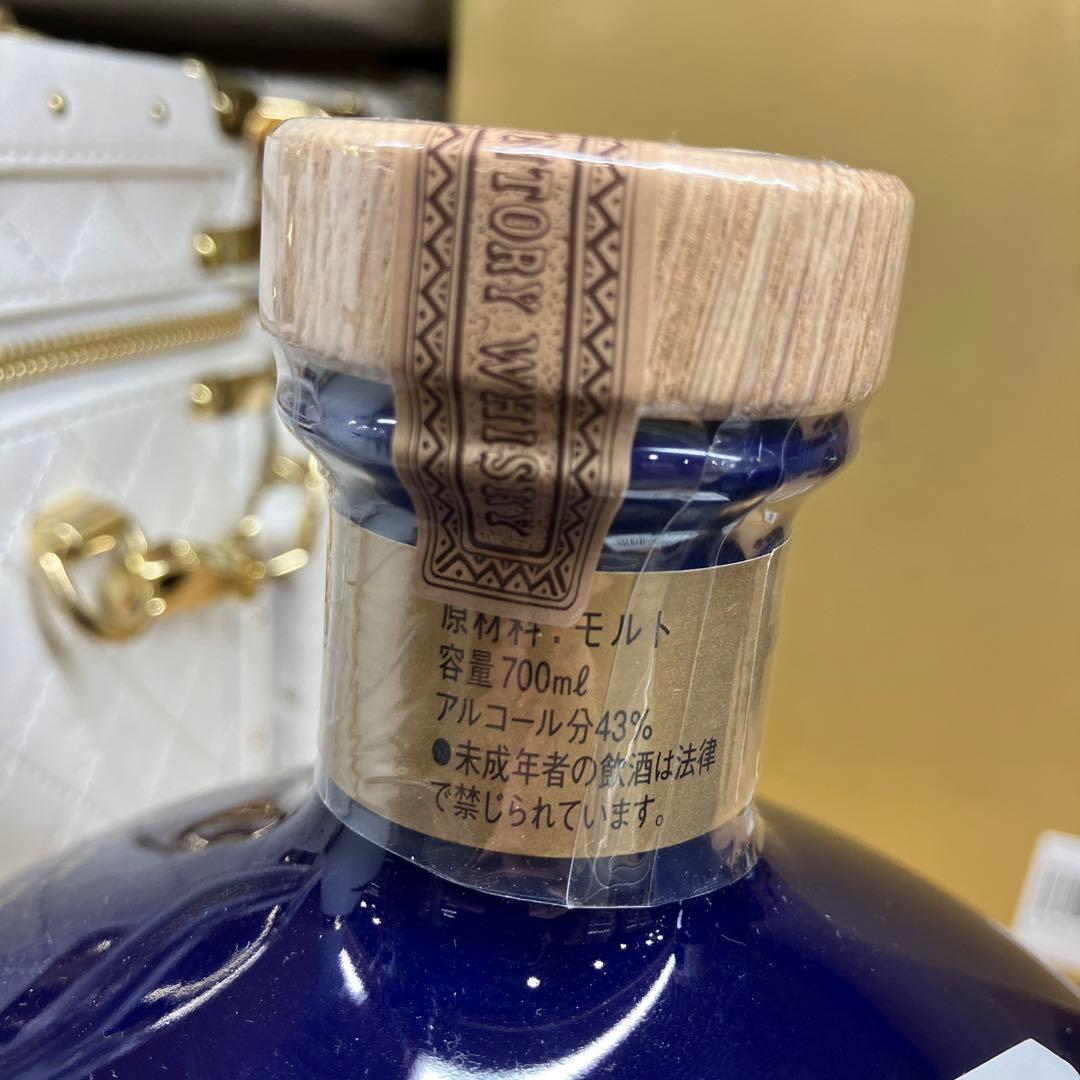 TORY WHISKY
原材料：モルト
容量700mℓ
アルコール分43%
●未成年者の飲酒は法律
で禁じられています。